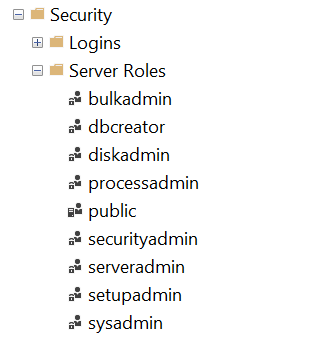 Security
Logins
Server Roles
bulkadmin
dbcreator
diskadmin
processadmin
public
securityadmin
serveradmin
setupadmin
sysadmin